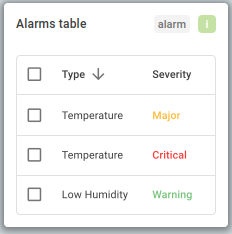 Alarms table alarm i
Type Severity
Temperature Major
Temperature Critical
Low Humidity Warning